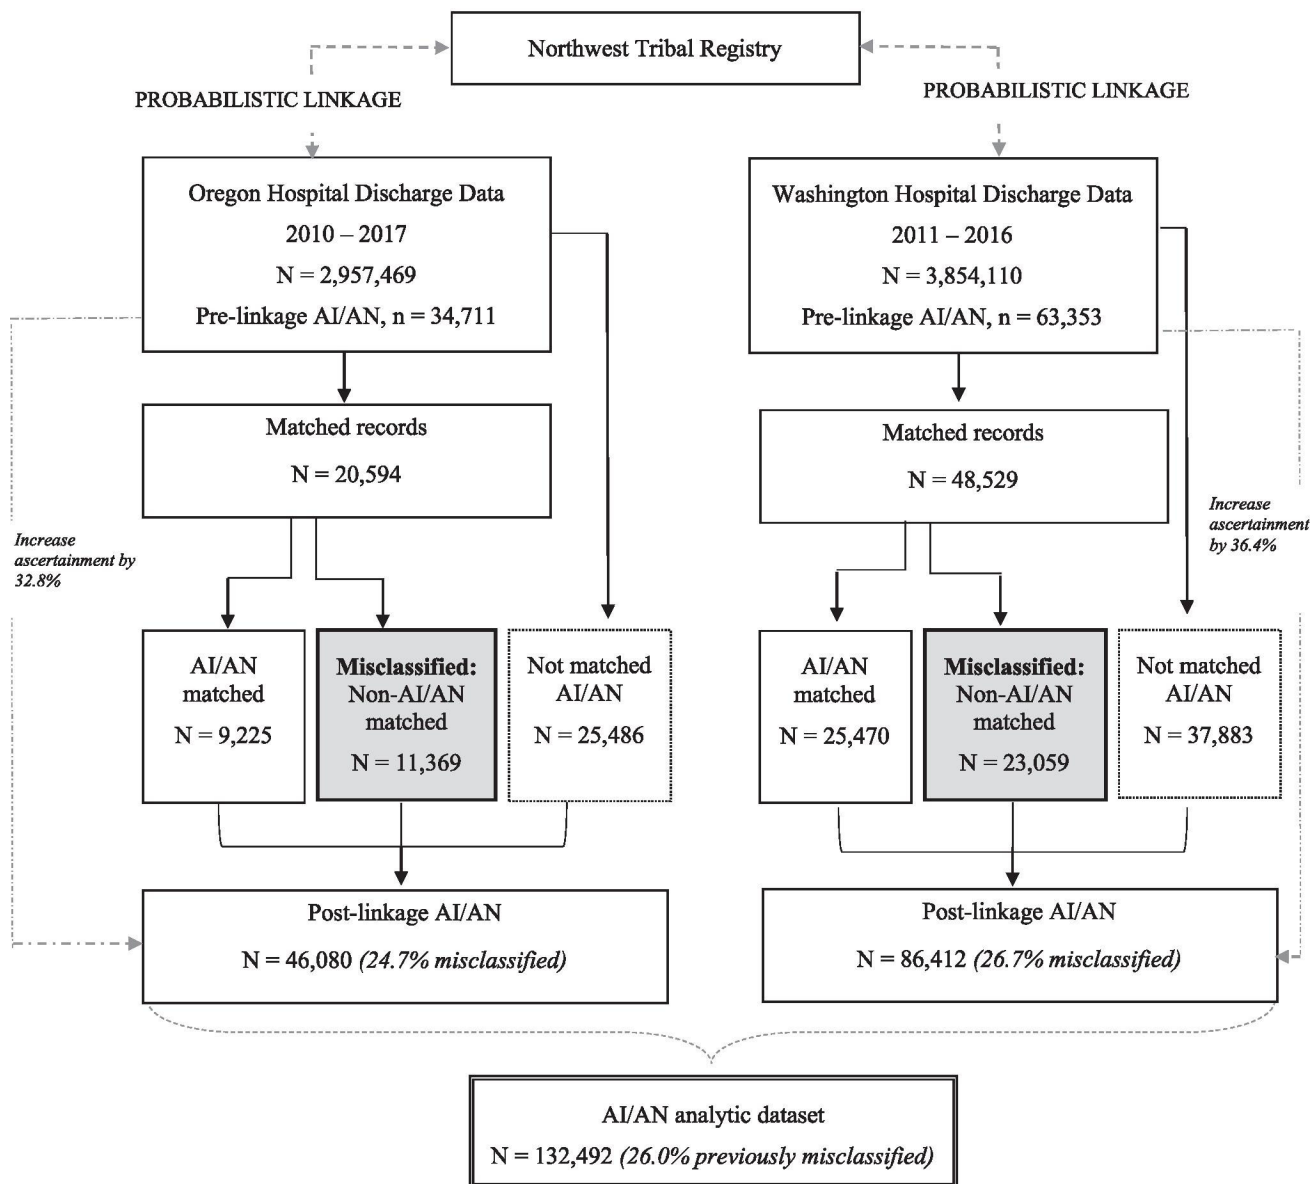 Northwest Tribal Registry
PROBABILISTIC LINKAGE
PROBABILISTIC LINKAGE
Oregon Hospital Discharge Data
2010 – 2017
N = 2,957,469
Pre-linkage AI/AN, n = 34,711
Washington Hospital Discharge Data
2011 – 2016
N = 3,854,110
Pre-linkage AI/AN, n = 63,353
Matched records
N = 20,594
Matched records
N = 48,529
Increase
ascertainment by
32.8%
Increase
ascertainment
by 36.4%
AI/AN
matched
N = 9,225
Misclassified:
Non-AI/AN
matched
N = 11,369
Not matched
AI/AN
N = 25,486
AI/AN
matched
N = 25,470
Misclassified:
Non-AI/AN
matched
N = 23,059
Not matched
AI/AN
N = 37,883
Post-linkage AI/AN
N = 46,080 (24.7% misclassified)
Post-linkage AI/AN
N = 86,412 (26.7% misclassified)
AI/AN analytic dataset
N = 132,492 (26.0% previously misclassified)